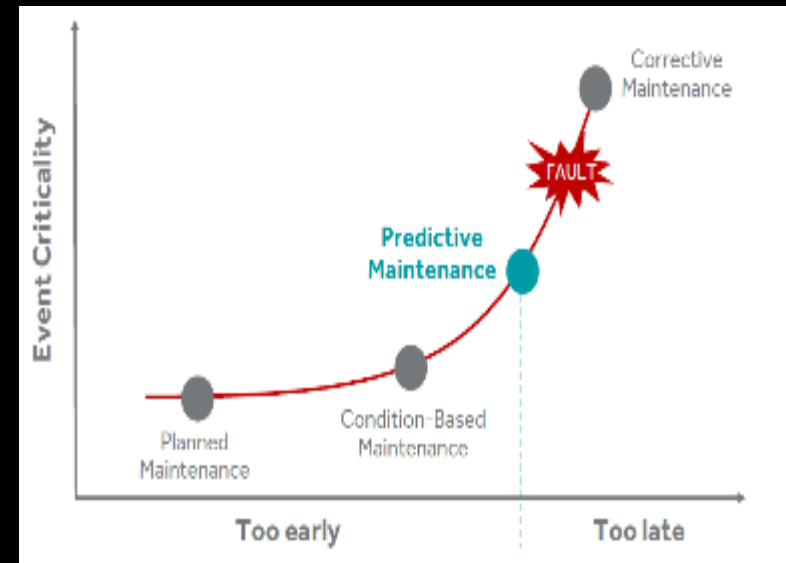 Event Criticality
Corrective
Maintenance
FAULT
Predictive
Maintenance
Condition-Based
Maintenance
Planned
Maintenance
Too early
Too late